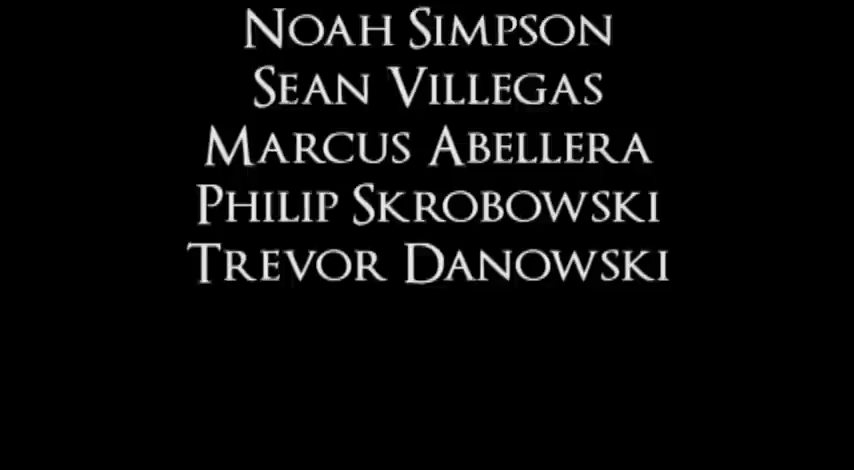 Noah Simpson
Sean Villegas
Marcus Abellera
Philip Skrobowski
Trevor Danowski